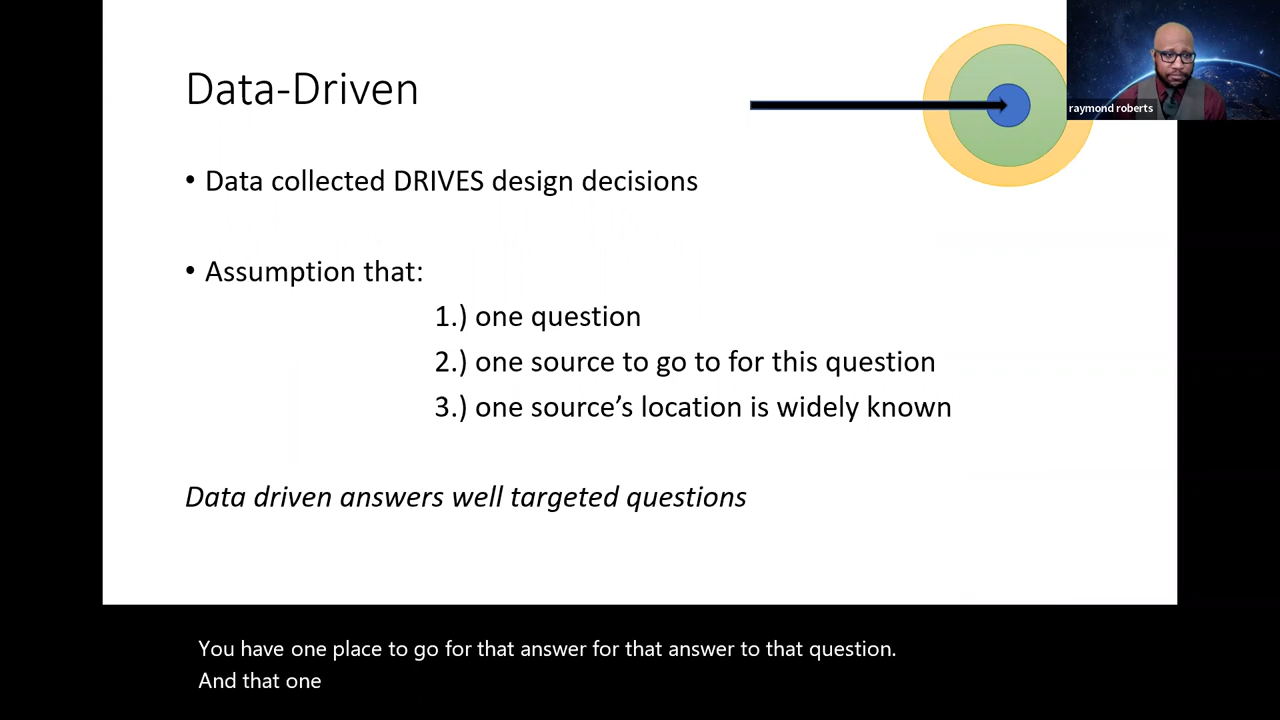 Data-Driven
raymond roberts
• Data collected DRIVES design decisions
• Assumption that:
1.) one question
2.) one source to go to for this question
3.) one source’s location is widely known
Data driven answers well targeted questions
You have one place to go for that answer for that answer to that question.
And that one